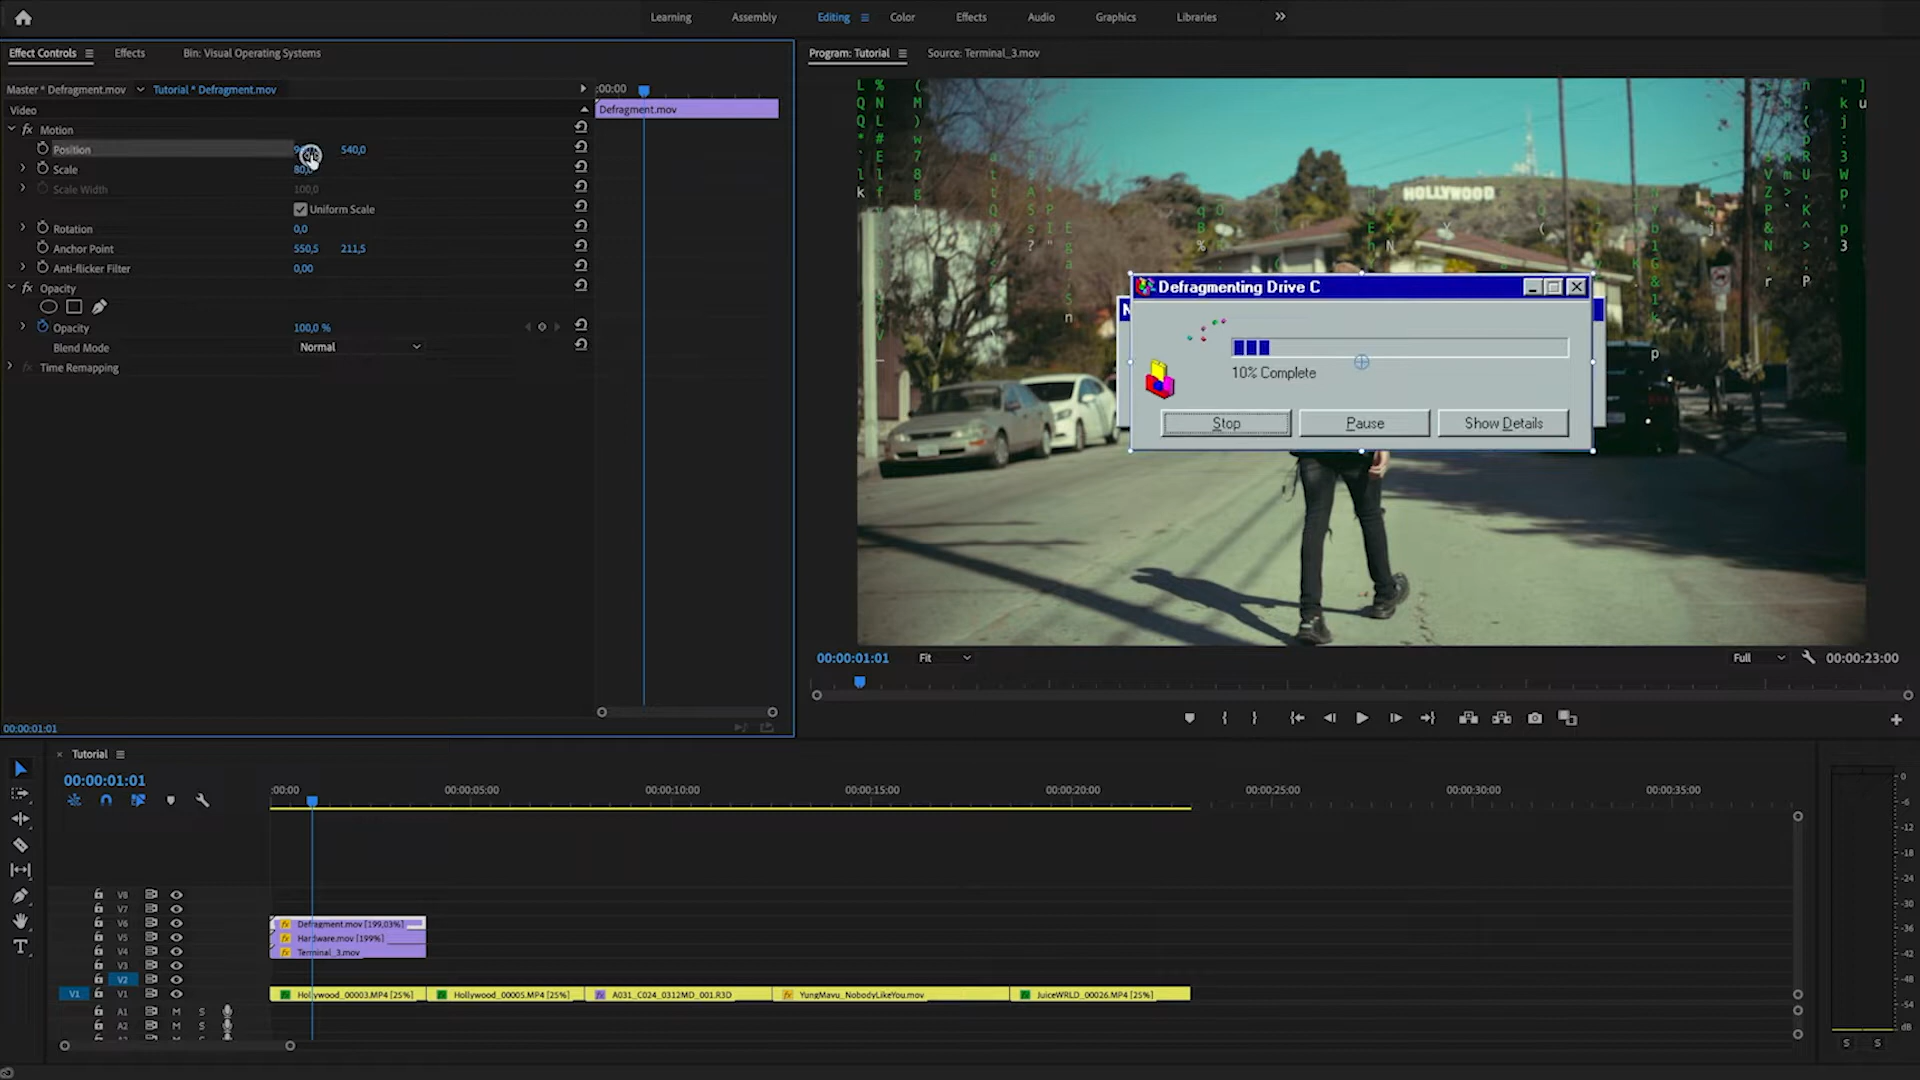 Learning Assembly Editing Color Effects Audio Graphics Libraries
Effect Controls Effects Bin: Visual Operating Systems
Program: Tutorial Source: Terminal_3.mov
Master * Defragment.mov Tutorial * Defragment.mov
:00:00
Video
Defragment.mov
fx Motion
Position 540,0
Scale 80,0
Scale Width 100,0
Uniform Scale
Rotation 0,0
Anchor Point 550,5 211,5
Anti-flicker Filter 0,00
fx Opacity
Opacity 100,0 %
Blend Mode Normal
Time Remapping
HOLLYWOOD
Defragmenting Drive C
10% Complete
Stop Pause Show Details
00:00:01:01 Fit Full 00:00:23:00
00:00:01:01
Tutorial
00:00:01:01
:00:00 00:00:05:00 00:00:10:00 00:00:15:00 00:00:20:00 00:00:25:00 00:00:30:00 00:00:35:00
V8
V7
V6 fx Defragment.mov [199,03%]
V5 fx Hardware.mov [199%]
V4 fx Terminal_3.mov
V3
V2
V1 V1 Hollywood_00003.MP4 [25%] Hollywood_00005.MP4 [25%] A031_C024_0312MD_001.R3D YungMavu_NobodyLikeYou.mov JuiceWRLD_00026.MP4 [25%]
A1 M S
A2 M S
0
-6
-12
-18
-24
-30
-36
-42
-48
-54
dB
S S